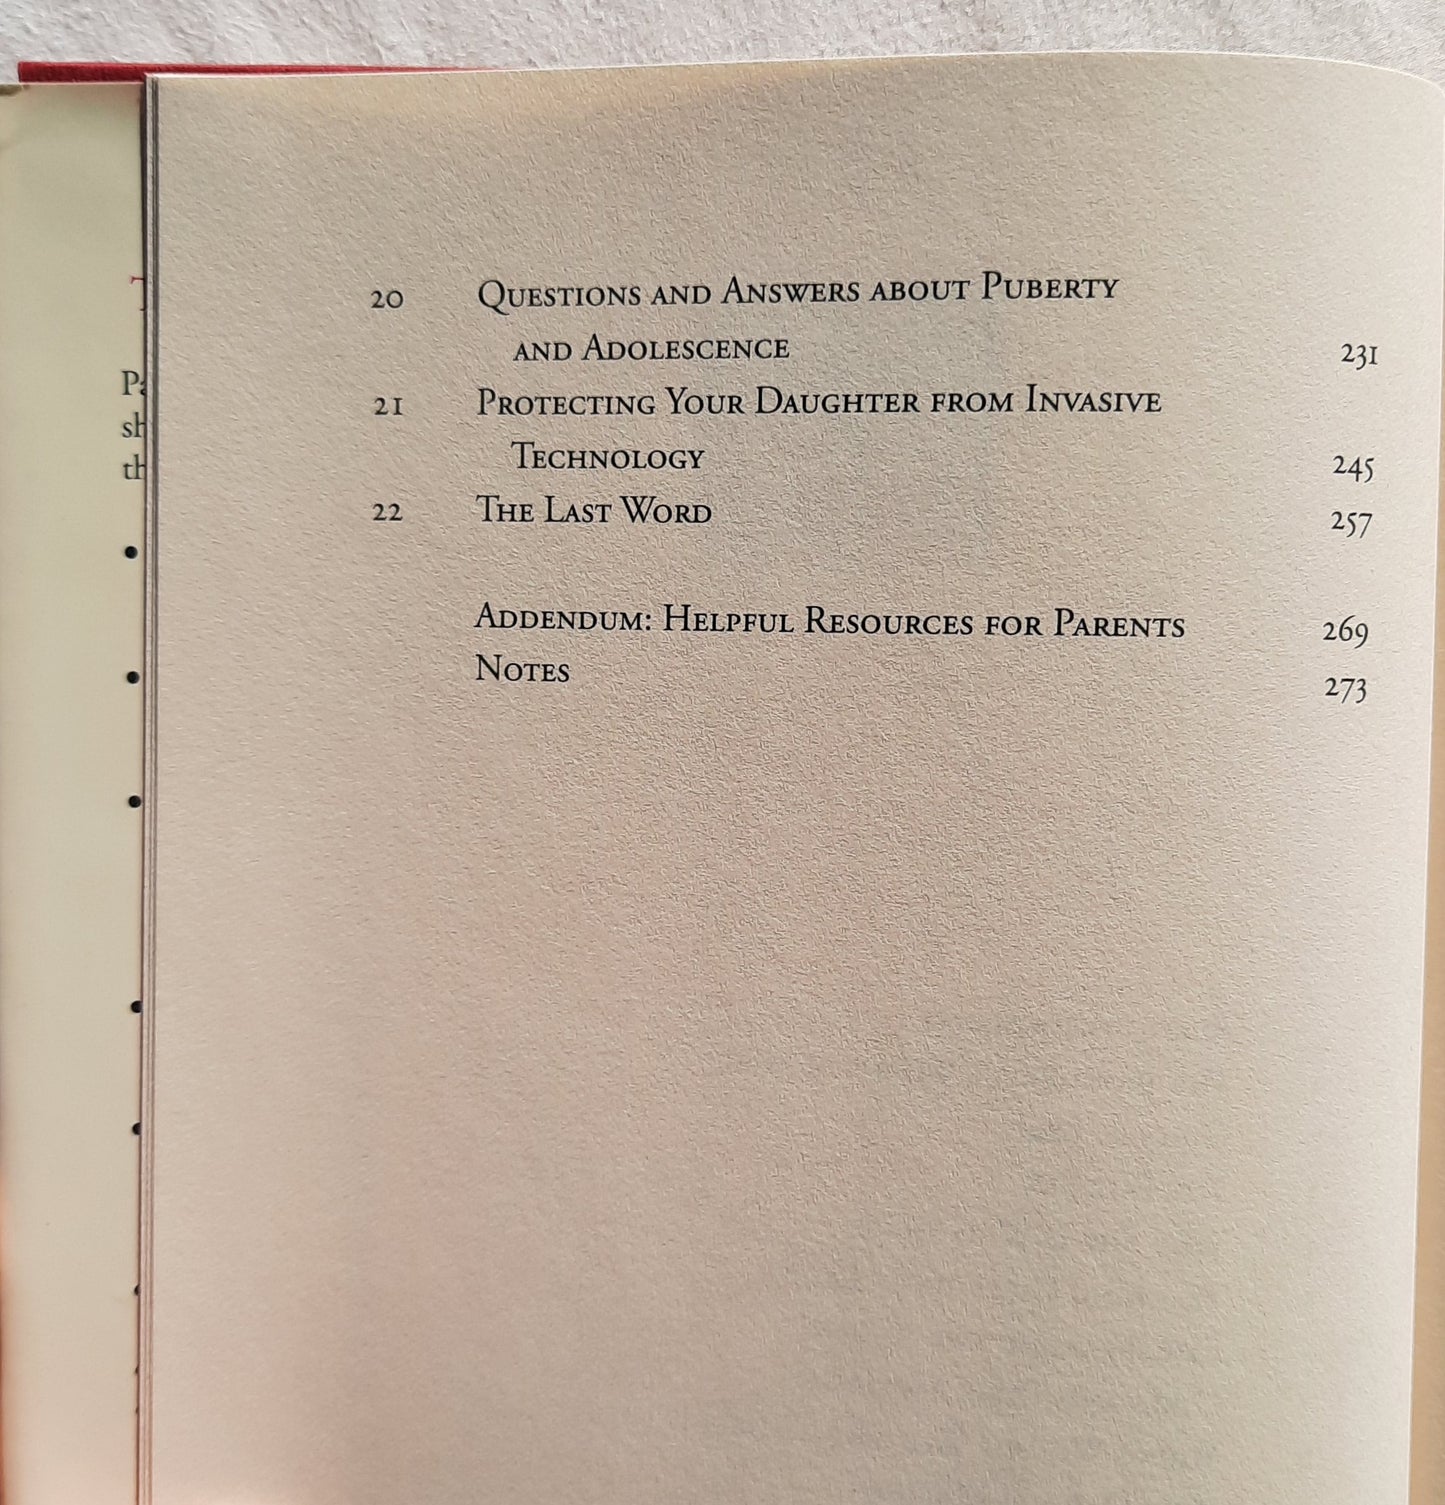 20 Questions and Answers about Puberty
and Adolescence 231
21 Protecting Your Daughter from Invasive
Technology 245
22 The Last Word 257
Addendum: Helpful Resources for Parents 269
Notes 273